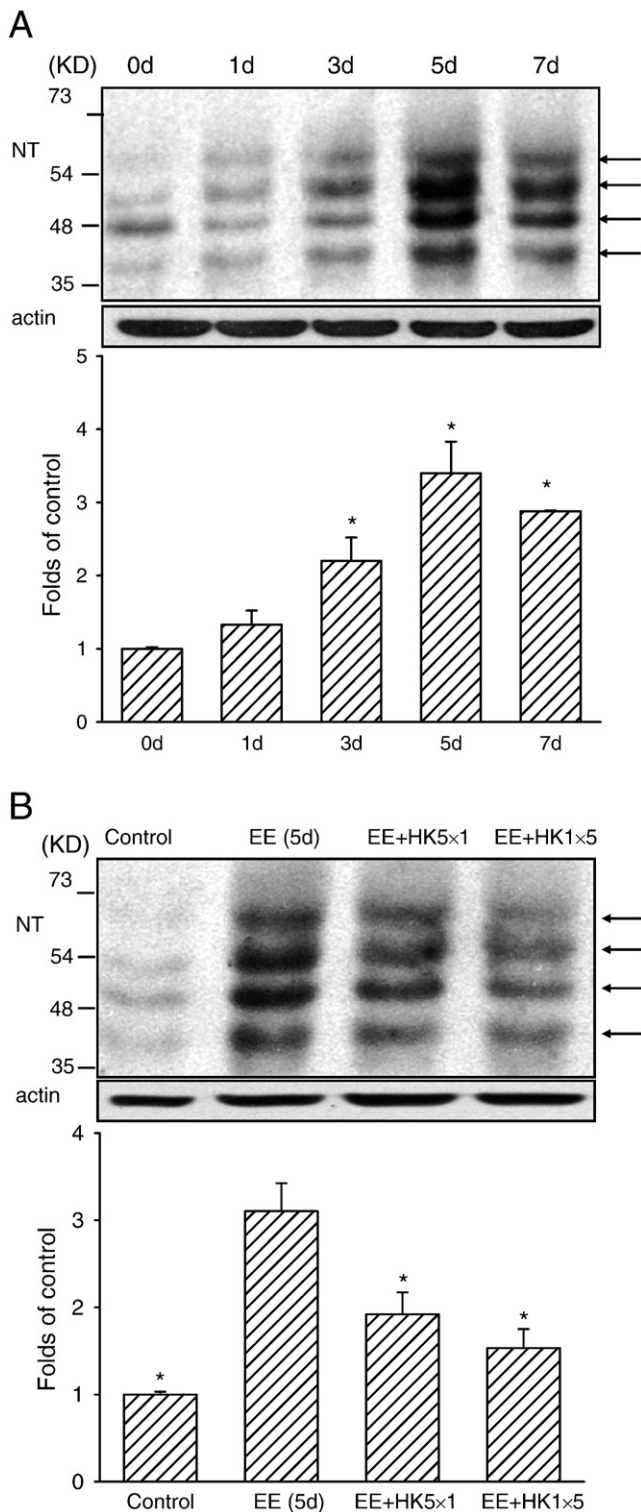 A
(KD) 0d 1d 3d 5d 7d
73
NT
54
48
35
actin
5
4
3
2
1
0
Folds of control
* * *
0d 1d 3d 5d 7d
B
(KD) Control EE (5d) EE+HK5×1 EE+HK1×5
73
NT
54
48
35
actin
4
3
2
1
0
Folds of control
* * *
Control EE (5d) EE+HK5×1 EE+HK1×5